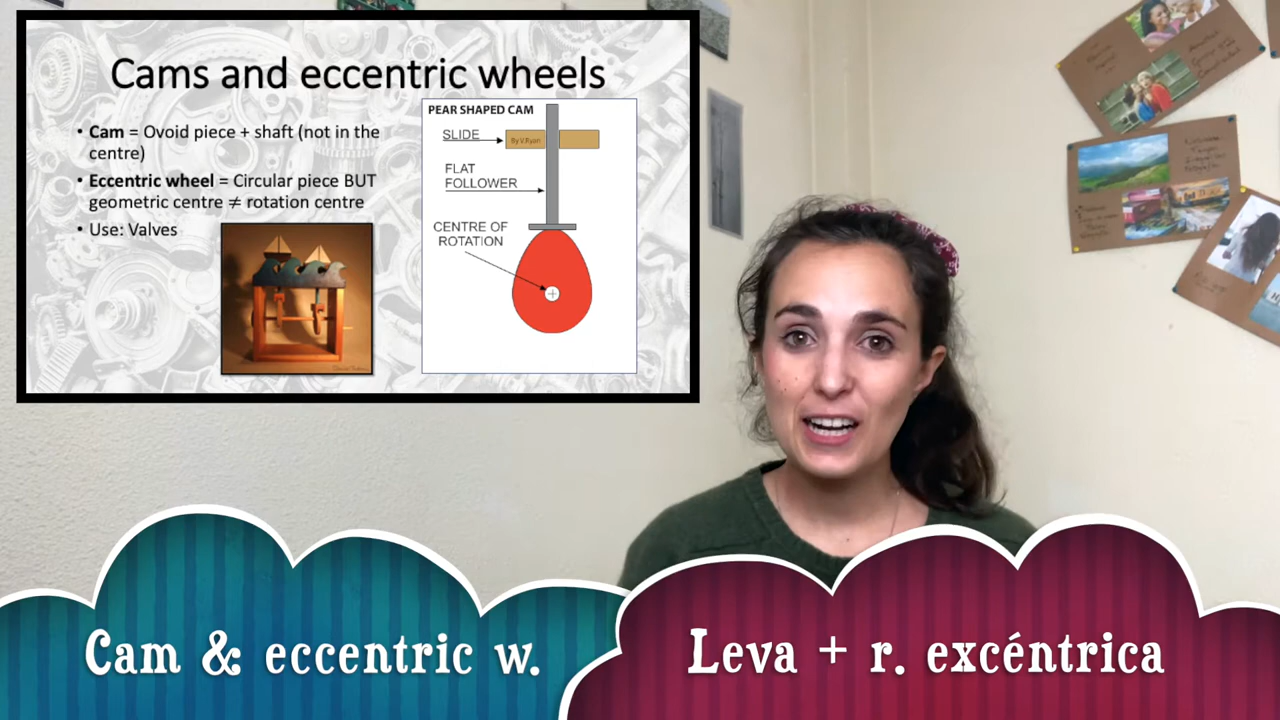 Cams and eccentric wheels
• Cam = Ovoid piece + shaft (not in the
centre)
• Eccentric wheel = Circular piece BUT
geometric centre ≠ rotation centre
• Use: Valves
PEAR SHAPED CAM
SLIDE
By V.Ryan
FLAT
FOLLOWER
CENTRE OF
ROTATION
Cam & eccentric w.
Leva + r. excéntrica